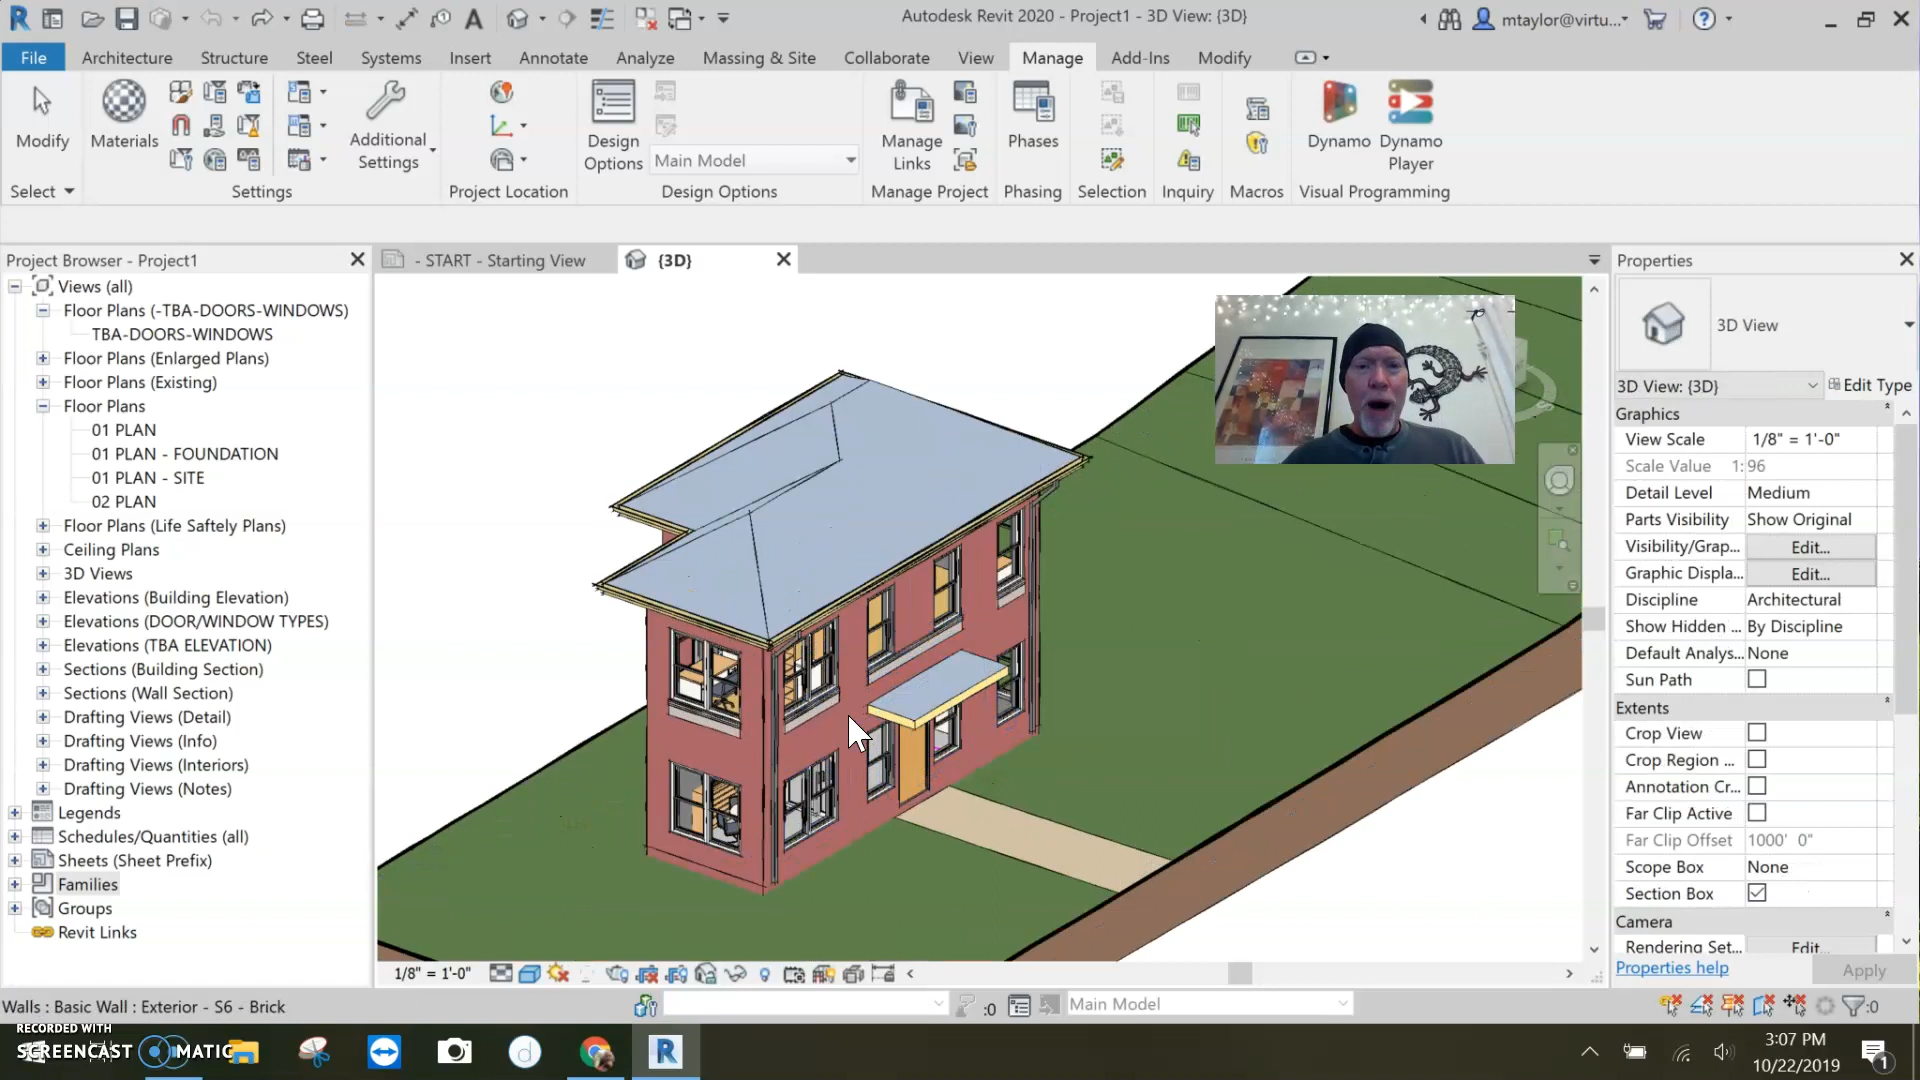 Autodesk Revit 2020 - Project1 - 3D View: {3D}
mtaylor@virtu...
File Architecture Structure Steel Systems Insert Annotate Analyze Massing & Site Collaborate View Manage Add-Ins Modify
Modify
Materials
Additional Settings
Design Options
Main Model
Manage Links
Phases
Dynamo
Dynamo Player
Select Settings Project Location Design Options Manage Project Phasing Selection Inquiry Macros Visual Programming
Project Browser - Project1
- START - Starting View
{3D}
Properties
Views (all)
Floor Plans (-TBA-DOORS-WINDOWS)
TBA-DOORS-WINDOWS
Floor Plans (Enlarged Plans)
Floor Plans (Existing)
Floor Plans
01 PLAN
01 PLAN - FOUNDATION
01 PLAN - SITE
02 PLAN
Floor Plans (Life Saftely Plans)
Ceiling Plans
3D Views
Elevations (Building Elevation)
Elevations (DOOR/WINDOW TYPES)
Elevations (TBA ELEVATION)
Sections (Building Section)
Sections (Wall Section)
Drafting Views (Detail)
Drafting Views (Info)
Drafting Views (Interiors)
Drafting Views (Notes)
Legends
Schedules/Quantities (all)
Sheets (Sheet Prefix)
Families
Groups
Revit Links
3D View
3D View: {3D} Edit Type
Graphics
View Scale 1/8" = 1'-0"
Scale Value 1: 96
Detail Level Medium
Parts Visibility Show Original
Visibility/Grap... Edit...
Graphic Displa... Edit...
Discipline Architectural
Show Hidden ... By Discipline
Default Analys... None
Sun Path
Extents
Crop View
Crop Region ...
Annotation Cr...
Far Clip Active
Far Clip Offset 1000' 0"
Scope Box None
Section Box
Camera
Rendering Set... Edit...
Properties help Apply
1/8" = 1'-0"
Walls : Basic Wall : Exterior - S6 - Brick
:0
Main Model
:0
RECORDED WITH
SCREENCAST MATIC
3:07 PM
10/22/2019
1